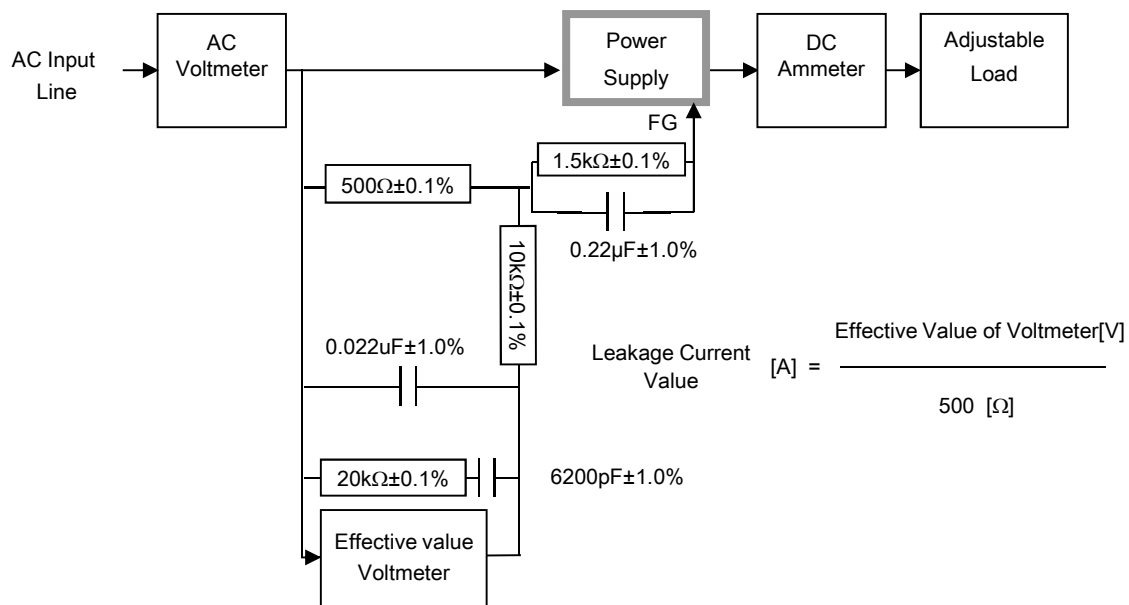 AC Input
Line
AC
Voltmeter
Power
Supply
DC
Ammeter
Adjustable
Load
FG
500Ω±0.1%
1.5kΩ±0.1%
0.22µF±1.0%
10kΩ±0.1%
0.022uF±1.0%
Leakage Current
Value
[A] =
Effective Value of Voltmeter[V]
500 [Ω]
20kΩ±0.1%
6200pF±1.0%
Effective value
Voltmeter